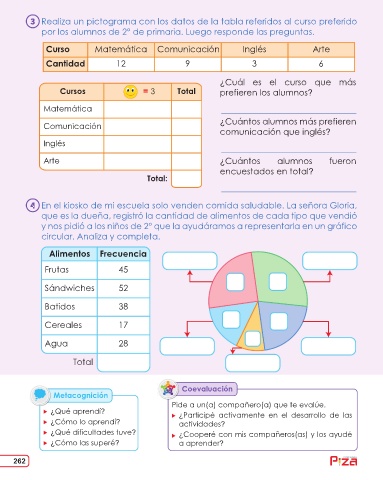 3 Realiza un pictograma con los datos de la tabla referidos al curso preferido
por los alumnos de 2° de primaria. Luego responde las preguntas.
Curso Matemática Comunicación Inglés Arte
Cantidad 12 9 3 6
Cursos = 3 Total
Matemática
Comunicación
Inglés
Arte
Total:
¿Cuál es el curso que más
prefieren los alumnos?
¿Cuántos alumnos más prefieren
comunicación que inglés?
¿Cuántos alumnos fueron
encuestados en total?
4 En el kiosko de mi escuela solo venden comida saludable. La señora Gloria,
que es la dueña, registró la cantidad de alimentos de cada tipo que vendió
y nos pidió a los niños de 2° que la ayudáramos a representarla en un gráfico
circular. Analiza y completa.
Alimentos Frecuencia
Frutas 45
Sándwiches 52
Batidos 38
Cereales 17
Agua 28
Total
Metacognición
▸ ¿Qué aprendí?
▸ ¿Cómo lo aprendí?
▸ ¿Qué dificultades tuve?
▸ ¿Cómo las superé?
Coevaluación
Pide a un(a) compañero(a) que te evalúe.
▸ ¿Participé activamente en el desarrollo de las
actividades?
▸ ¿Cooperé con mis compañeros(as) y los ayudé
a aprender?
262